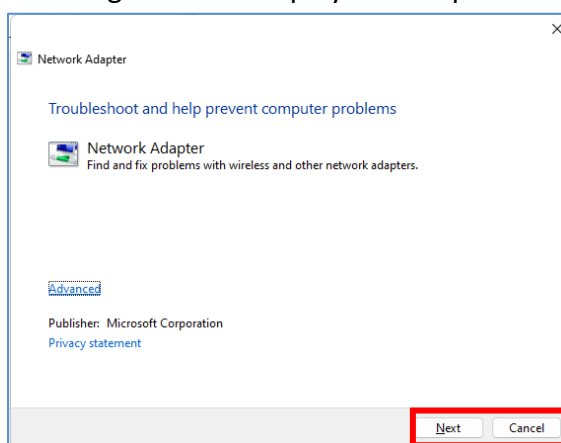 Network Adapter
Troubleshoot and help prevent computer problems
Network Adapter
Find and fix problems with wireless and other network adapters.
Advanced
Publisher: Microsoft Corporation
Privacy statement
Next Cancel